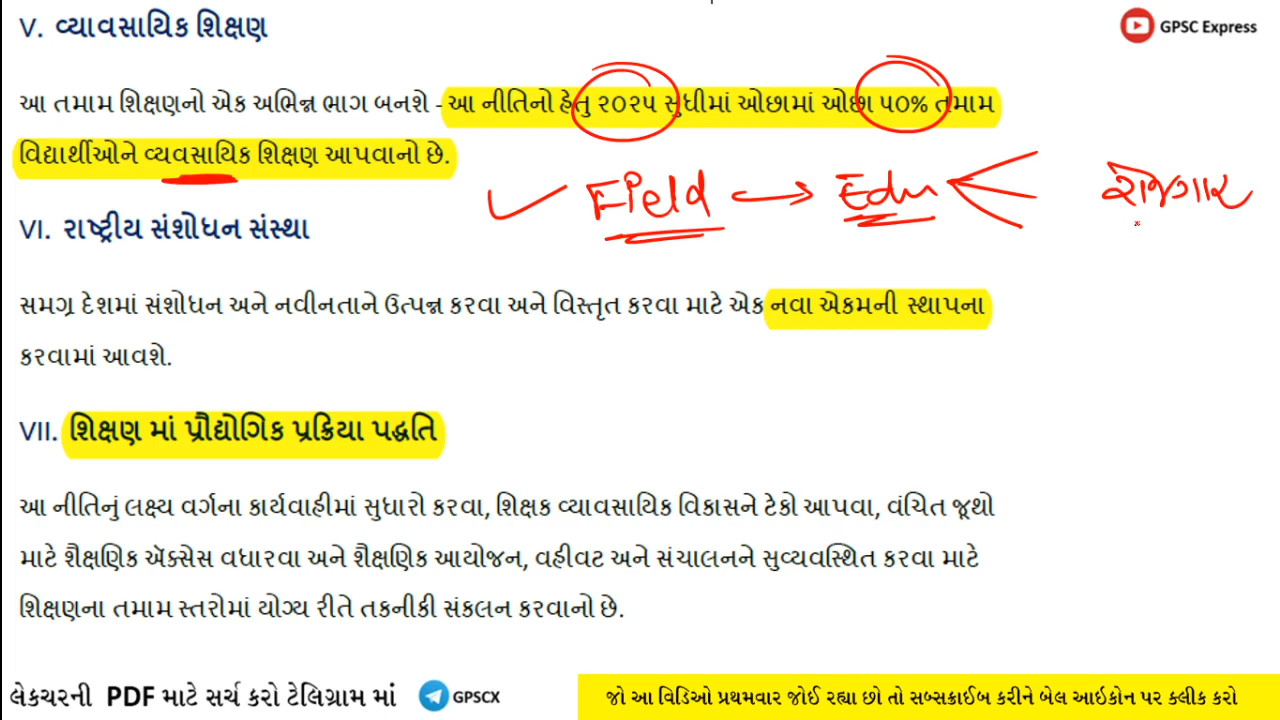 V. વ્યાવસાયિક શિક્ષણ
GPSC Express
આ તમામ શિક્ષણનો એક અભિન્ન ભાગ બનશે - આ નીતિનો હેતુ ૨૦૨૫ સુધીમાં ઓછામાં ઓછા ૫૦% તમામ
વિદ્યાર્થીઓને વ્યવસાયિક શિક્ષણ આપવાનો છે.
Field → Edu રોજગાર
VI. રાષ્ટ્રીય સંશોધન સંસ્થા
સમગ્ર દેશમાં સંશોધન અને નવીનતાને ઉત્પન્ન કરવા અને વિસ્તૃત કરવા માટે એક નવા એકમની સ્થાપના
કરવામાં આવશે.
VII. શિક્ષણ માં પ્રૌદ્યોગિક પ્રક્રિયા પદ્ધતિ
આ નીતિનું લક્ષ્ય વર્ગના કાર્યવાહીમાં સુધારો કરવા, શિક્ષક વ્યાવસાયિક વિકાસને ટેકો આપવા, વંચિત જૂથો
માટે શૈક્ષણિક ઍક્સેસ વધારવા અને શૈક્ષણિક આયોજન, વહીવટ અને સંચાલનને સુવ્યવસ્થિત કરવા માટે
શિક્ષણના તમામ સ્તરોમાં યોગ્ય રીતે તકનીકી સંકલન કરવાનો છે.
લેકચરની PDF માટે સર્ચ કરો ટેલિગ્રામ માં GPSCX
જો આ વિડિઓ પ્રથમવાર જોઈ રહ્યા છો તો સબ્સક્રાઈબ કરીને બેલ આઇકોન પર ક્લીક કરો